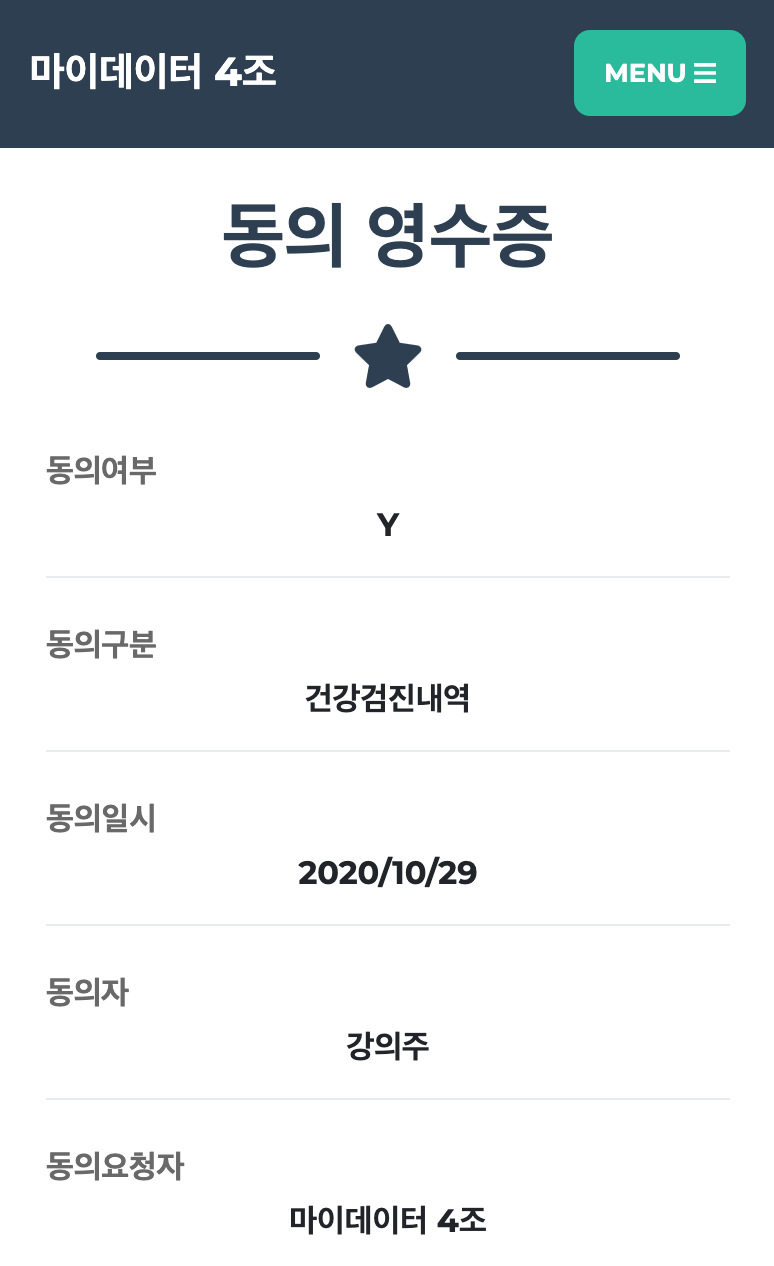 마이데이터 4조
MENU
동의 영수증
동의여부
Y
동의구분
건강검진내역
동의일시
2020/10/29
동의자
강의주
동의요청자
마이데이터 4조